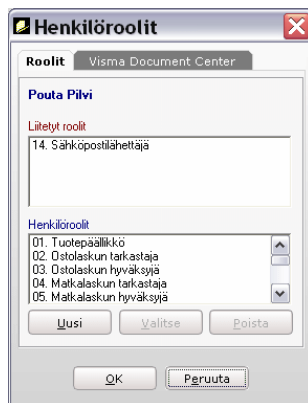 Henkilöroolit
Roolit Visma Document Center
Pouta Pilvi
Liitetyt roolit
14. Sähköpostilähettäjä
Henkilöroolit
01. Tuotepäällikkö
02. Ostolaskun tarkastaja
03. Ostolaskun hyväksyjä
04. Matkalaskun tarkastaja
05. Matkalaskun hyväksyjä
Uusi Valitse Poista
OK Peruuta